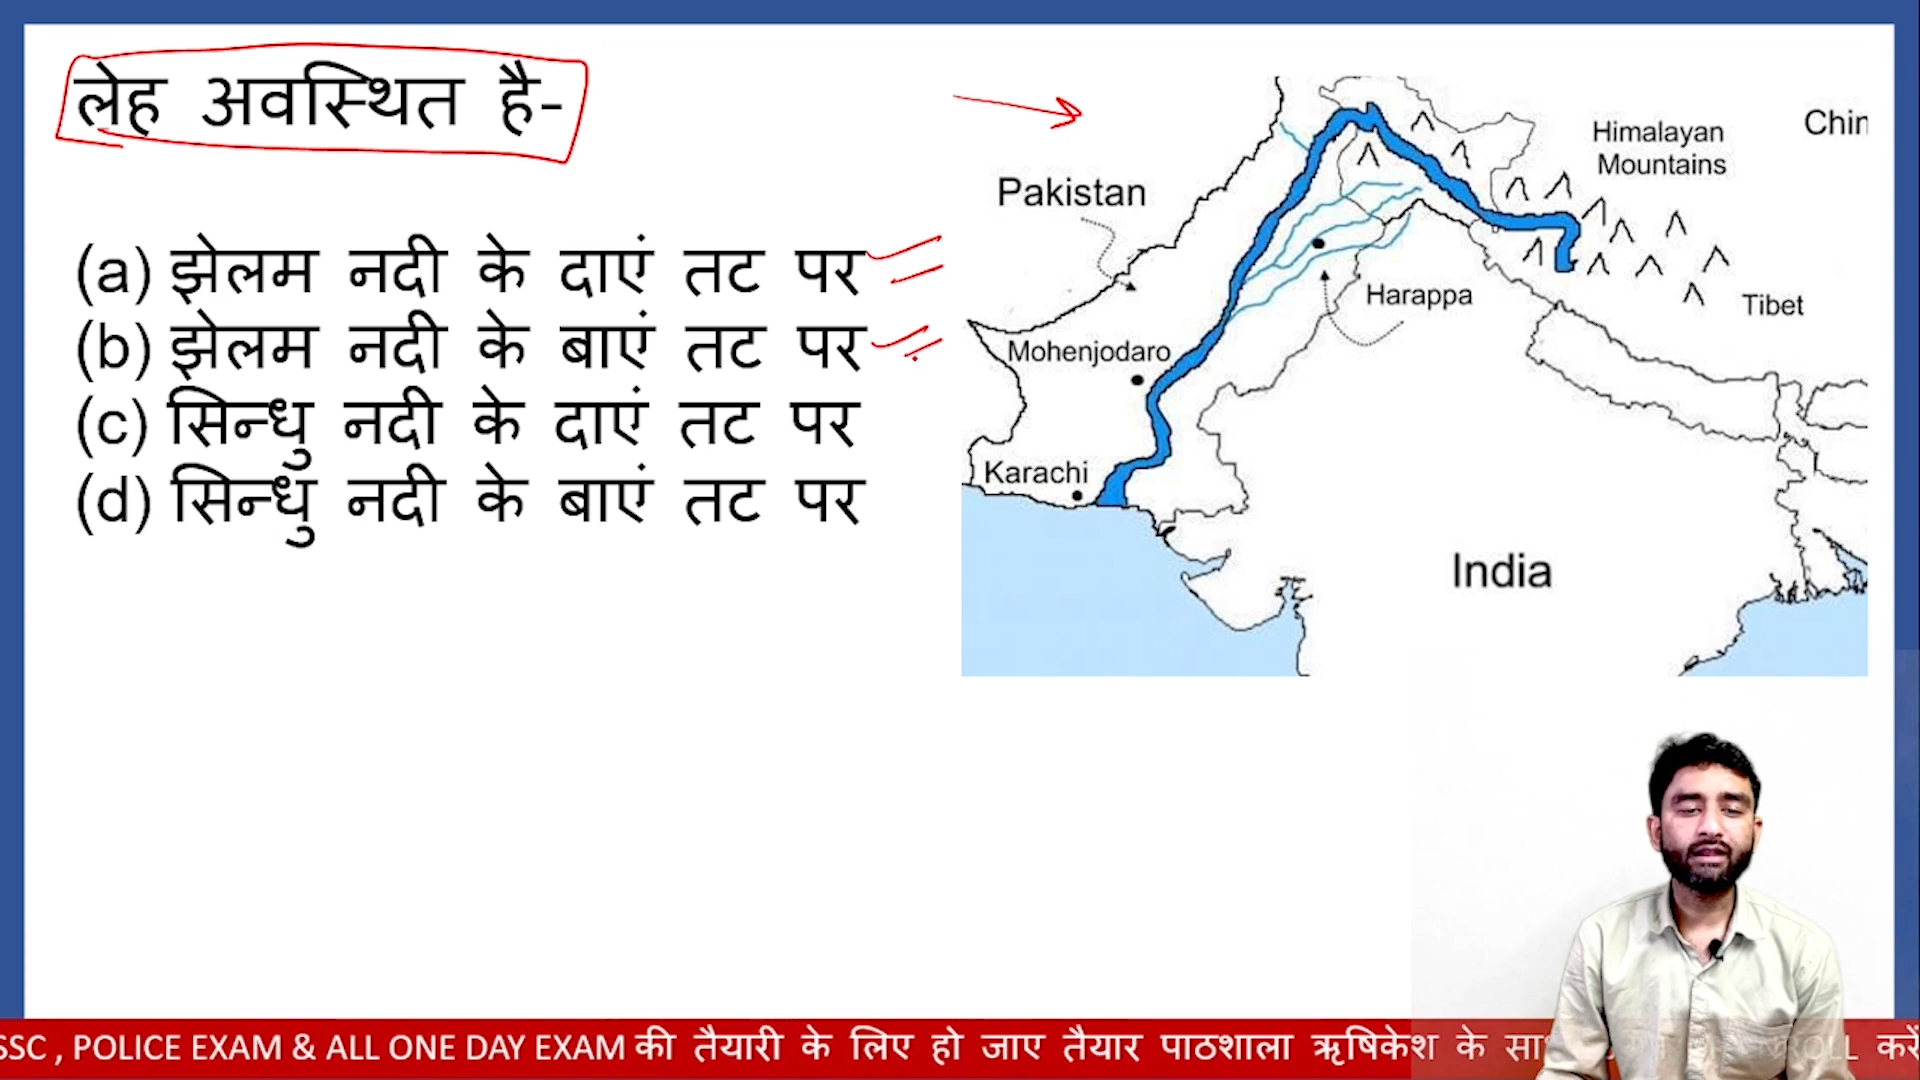 लेह अवस्थित है-
(a) झेलम नदी के दाएं तट पर
(b) झेलम नदी के बाएं तट पर
(c) सिन्धु नदी के दाएं तट पर
(d) सिन्धु नदी के बाएं तट पर
Himalayan
Mountains
Chin
Pakistan
Harappa
Tibet
Mohenjodaro
Karachi
India
SSC , POLICE EXAM & ALL ONE DAY EXAM की तैयारी के लिए हो जाए तैयार पाठशाला ऋषिकेश के करें